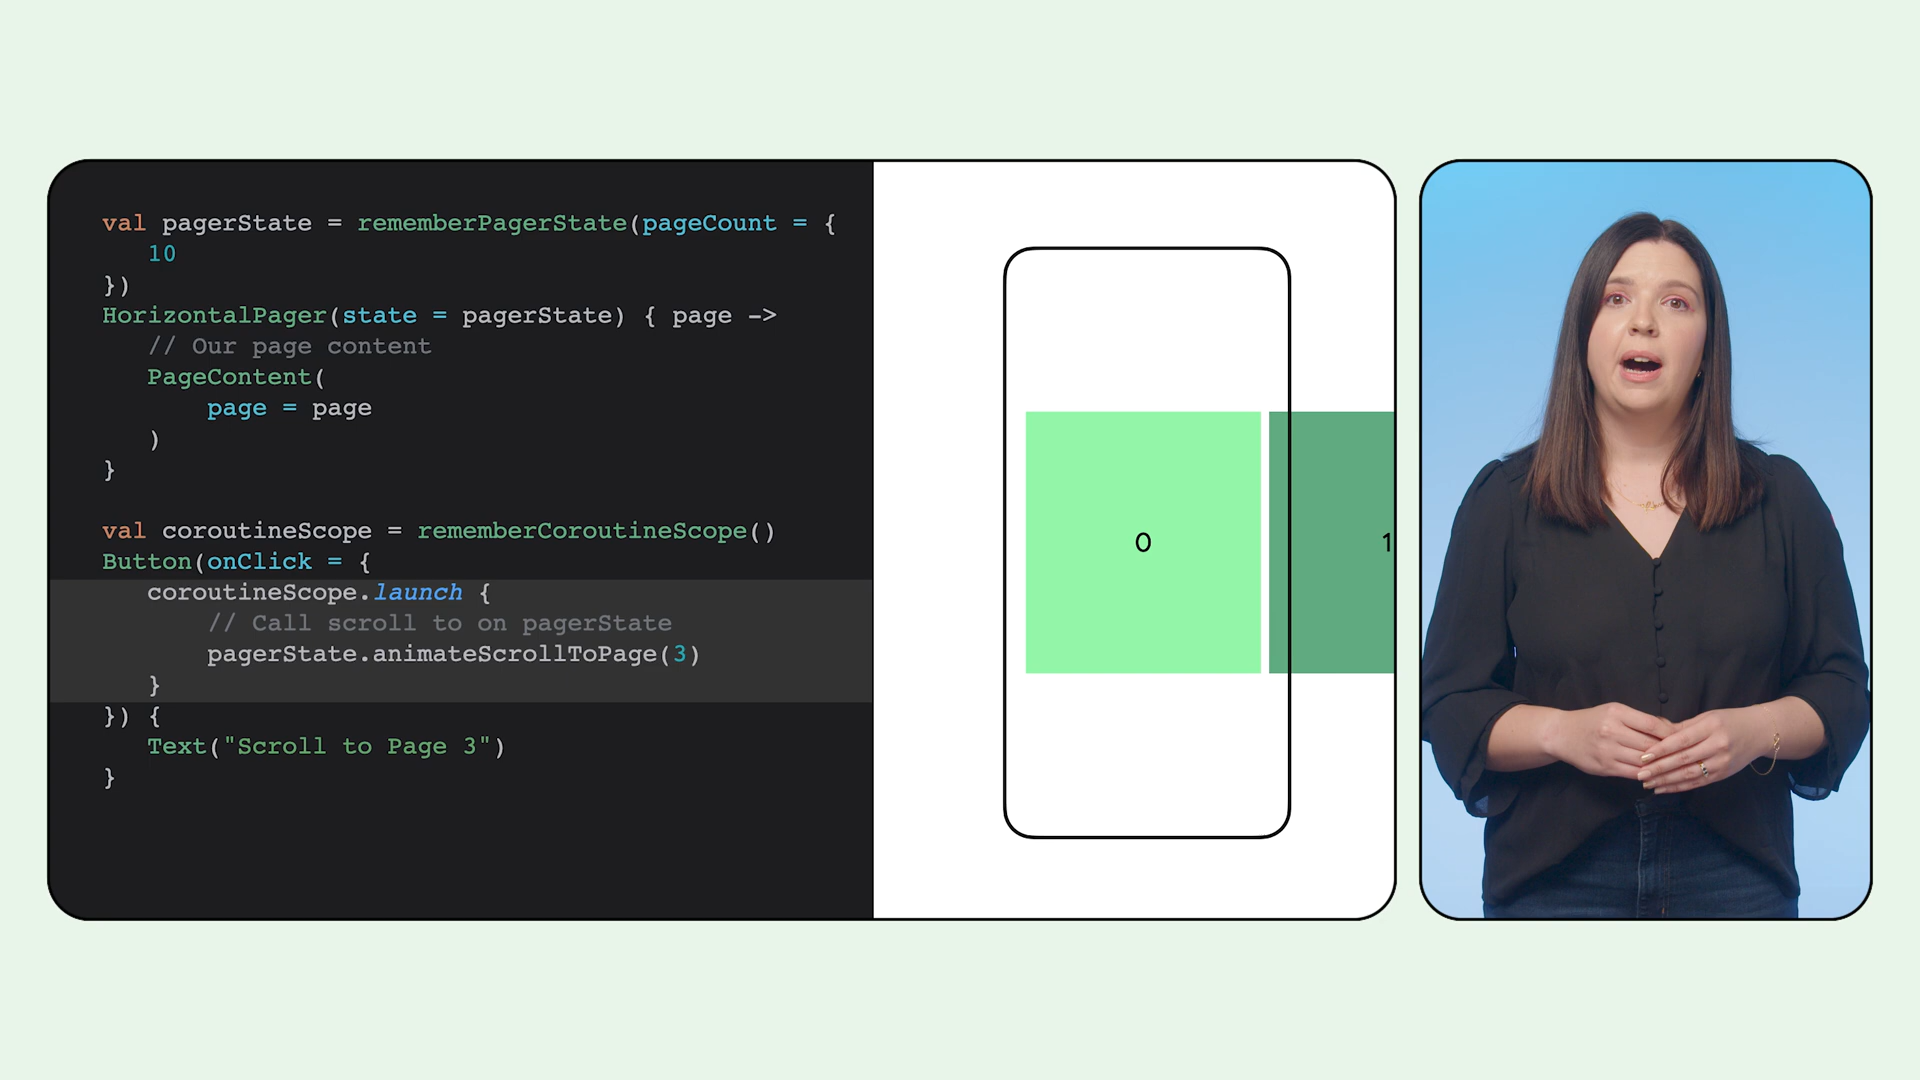 val pagerState = rememberPagerState(pageCount = {
10
})
HorizontalPager(state = pagerState) { page ->
// Our page content
PageContent(
page = page
)
}
val coroutineScope = rememberCoroutineScope()
Button(onClick = {
coroutineScope.launch {
// Call scroll to on pagerState
pagerState.animateScrollToPage(3)
}
}) {
Text("Scroll to Page 3")
}
0
1